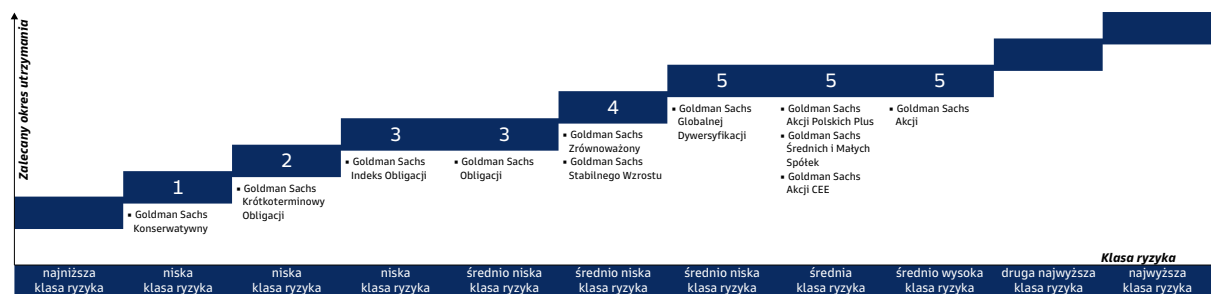 Zalecany okres utrzymania
1
▪ Goldman Sachs
Konserwatywny
2
▪ Goldman Sachs
Krótkoterminowy
Obligacji
3
▪ Goldman Sachs
Indeks Obligacji
3
▪ Goldman Sachs
Obligacji
4
▪ Goldman Sachs
Zrównoważony
▪ Goldman Sachs
Stabilnego Wzrostu
5
▪ Goldman Sachs
Globalnej
Dywersyfikacji
5
▪ Goldman Sachs
Akcji Polskich Plus
▪ Goldman Sachs
Średnich i Małych
Spółek
▪ Goldman Sachs
Akcji CEE
5
▪ Goldman Sachs
Akcji
Klasa ryzyka
najniższa
klasa ryzyka
niska
klasa ryzyka
niska
klasa ryzyka
niska
klasa ryzyka
średnio niska
klasa ryzyka
średnio niska
klasa ryzyka
średnio niska
klasa ryzyka
średnia
klasa ryzyka
średnio wysoka
klasa ryzyka
druga najwyższa
klasa ryzyka
najwyższa
klasa ryzyka